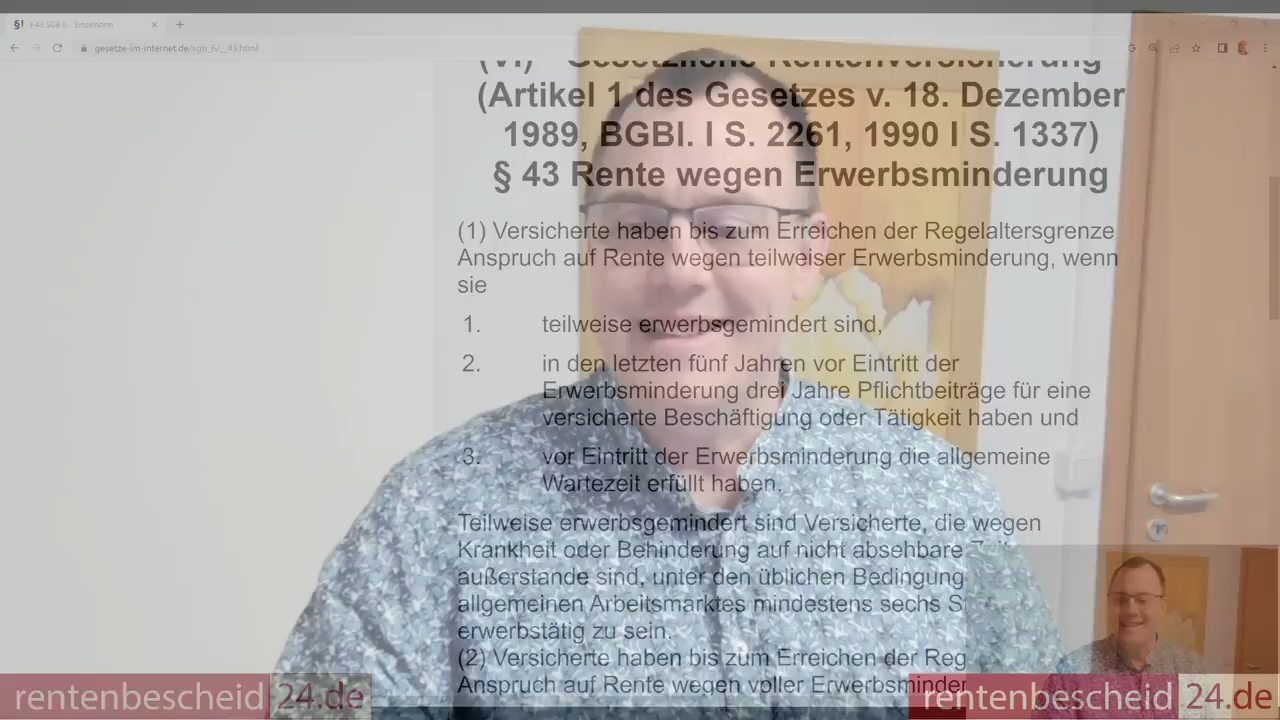 § 43 SGB 6 - Einzelnorm
gesetze-im-internet.de/sgb_6/__43.html
(VI) - Gesetzliche Rentenversicherung
(Artikel 1 des Gesetzes v. 18. Dezember
1989, BGBl. I S. 2261, 1990 I S. 1337)
§ 43 Rente wegen Erwerbsminderung
(1) Versicherte haben bis zum Erreichen der Regelaltersgrenze
Anspruch auf Rente wegen teilweiser Erwerbsminderung, wenn
sie
1. teilweise erwerbsgemindert sind,
2. in den letzten fünf Jahren vor Eintritt der
Erwerbsminderung drei Jahre Pflichtbeiträge für eine
versicherte Beschäftigung oder Tätigkeit haben und
3. vor Eintritt der Erwerbsminderung die allgemeine
Wartezeit erfüllt haben.
Teilweise erwerbsgemindert sind Versicherte, die wegen
Krankheit oder Behinderung auf nicht absehbare Zeit
außerstande sind, unter den üblichen Bedingung
allgemeinen Arbeitsmarktes mindestens sechs S
erwerbstätig zu sein.
(2) Versicherte haben bis zum Erreichen der Reg
Anspruch auf Rente wegen voller Erwerbsminder
rentenbescheid24.de
rentenbescheid24.de